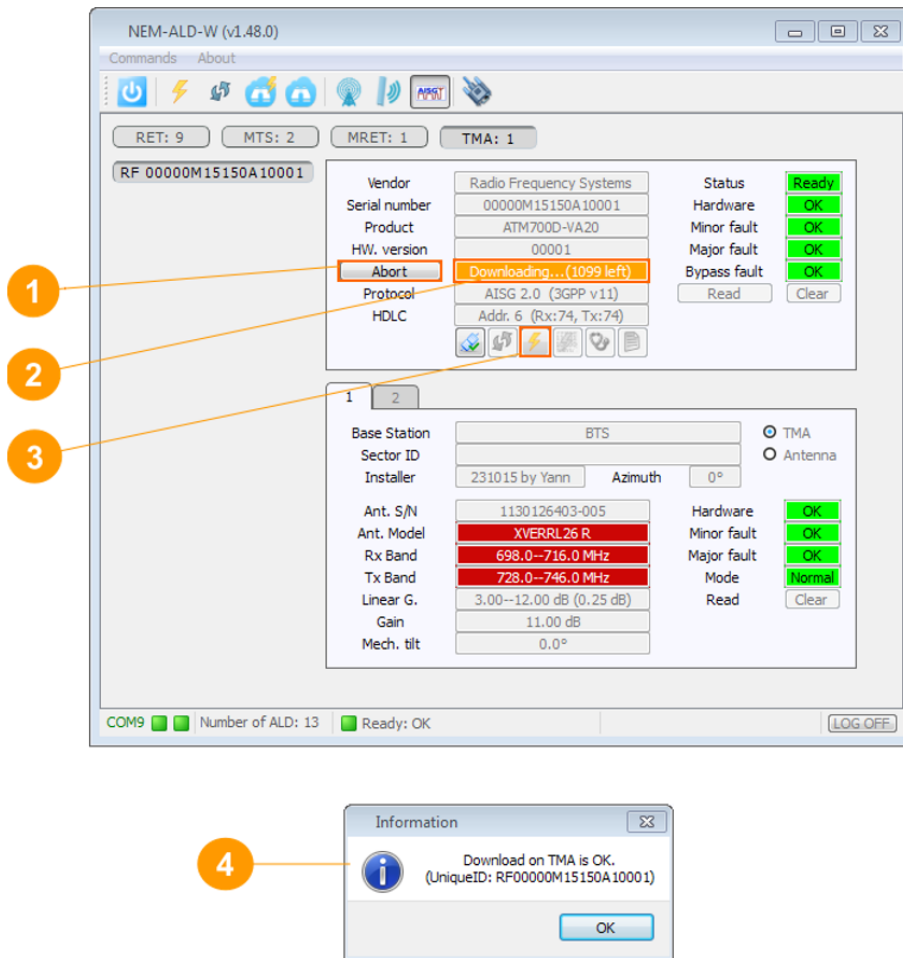 NEM-ALD-W (v1.48.0)
Commands About
AISG
RET: 9 MTS: 2 MRET: 1 TMA: 1
RF 00000M15150A10001
Vendor Radio Frequency Systems Status Ready
Serial number 00000M15150A10001 Hardware OK
Product ATM700D-VA20 Minor fault OK
HW. version 00001 Major fault OK
1 Abort Downloading...(1099 left) Bypass fault OK
Protocol AISG 2.0 (3GPP v11) Read Clear
HDLC Addr. 6 (Rx:74, Tx:74)
2
1 2
3 Base Station BTS TMA
Sector ID Antenna
Installer 231015 by Yann Azimuth 0°
Ant. S/N 1130126403-005 Hardware OK
Ant. Model XVERRL26 R Minor fault OK
Rx Band 698.0--716.0 MHz Major fault OK
Tx Band 728.0--746.0 MHz Mode Normal
Linear G. 3.00--12.00 dB (0.25 dB) Read Clear
Gain 11.00 dB
Mech. tilt 0.0°
COM9 Number of ALD: 13 Ready: OK LOG OFF
Information
4 Download on TMA is OK.
(UniqueID: RF00000M15150A10001)
OK